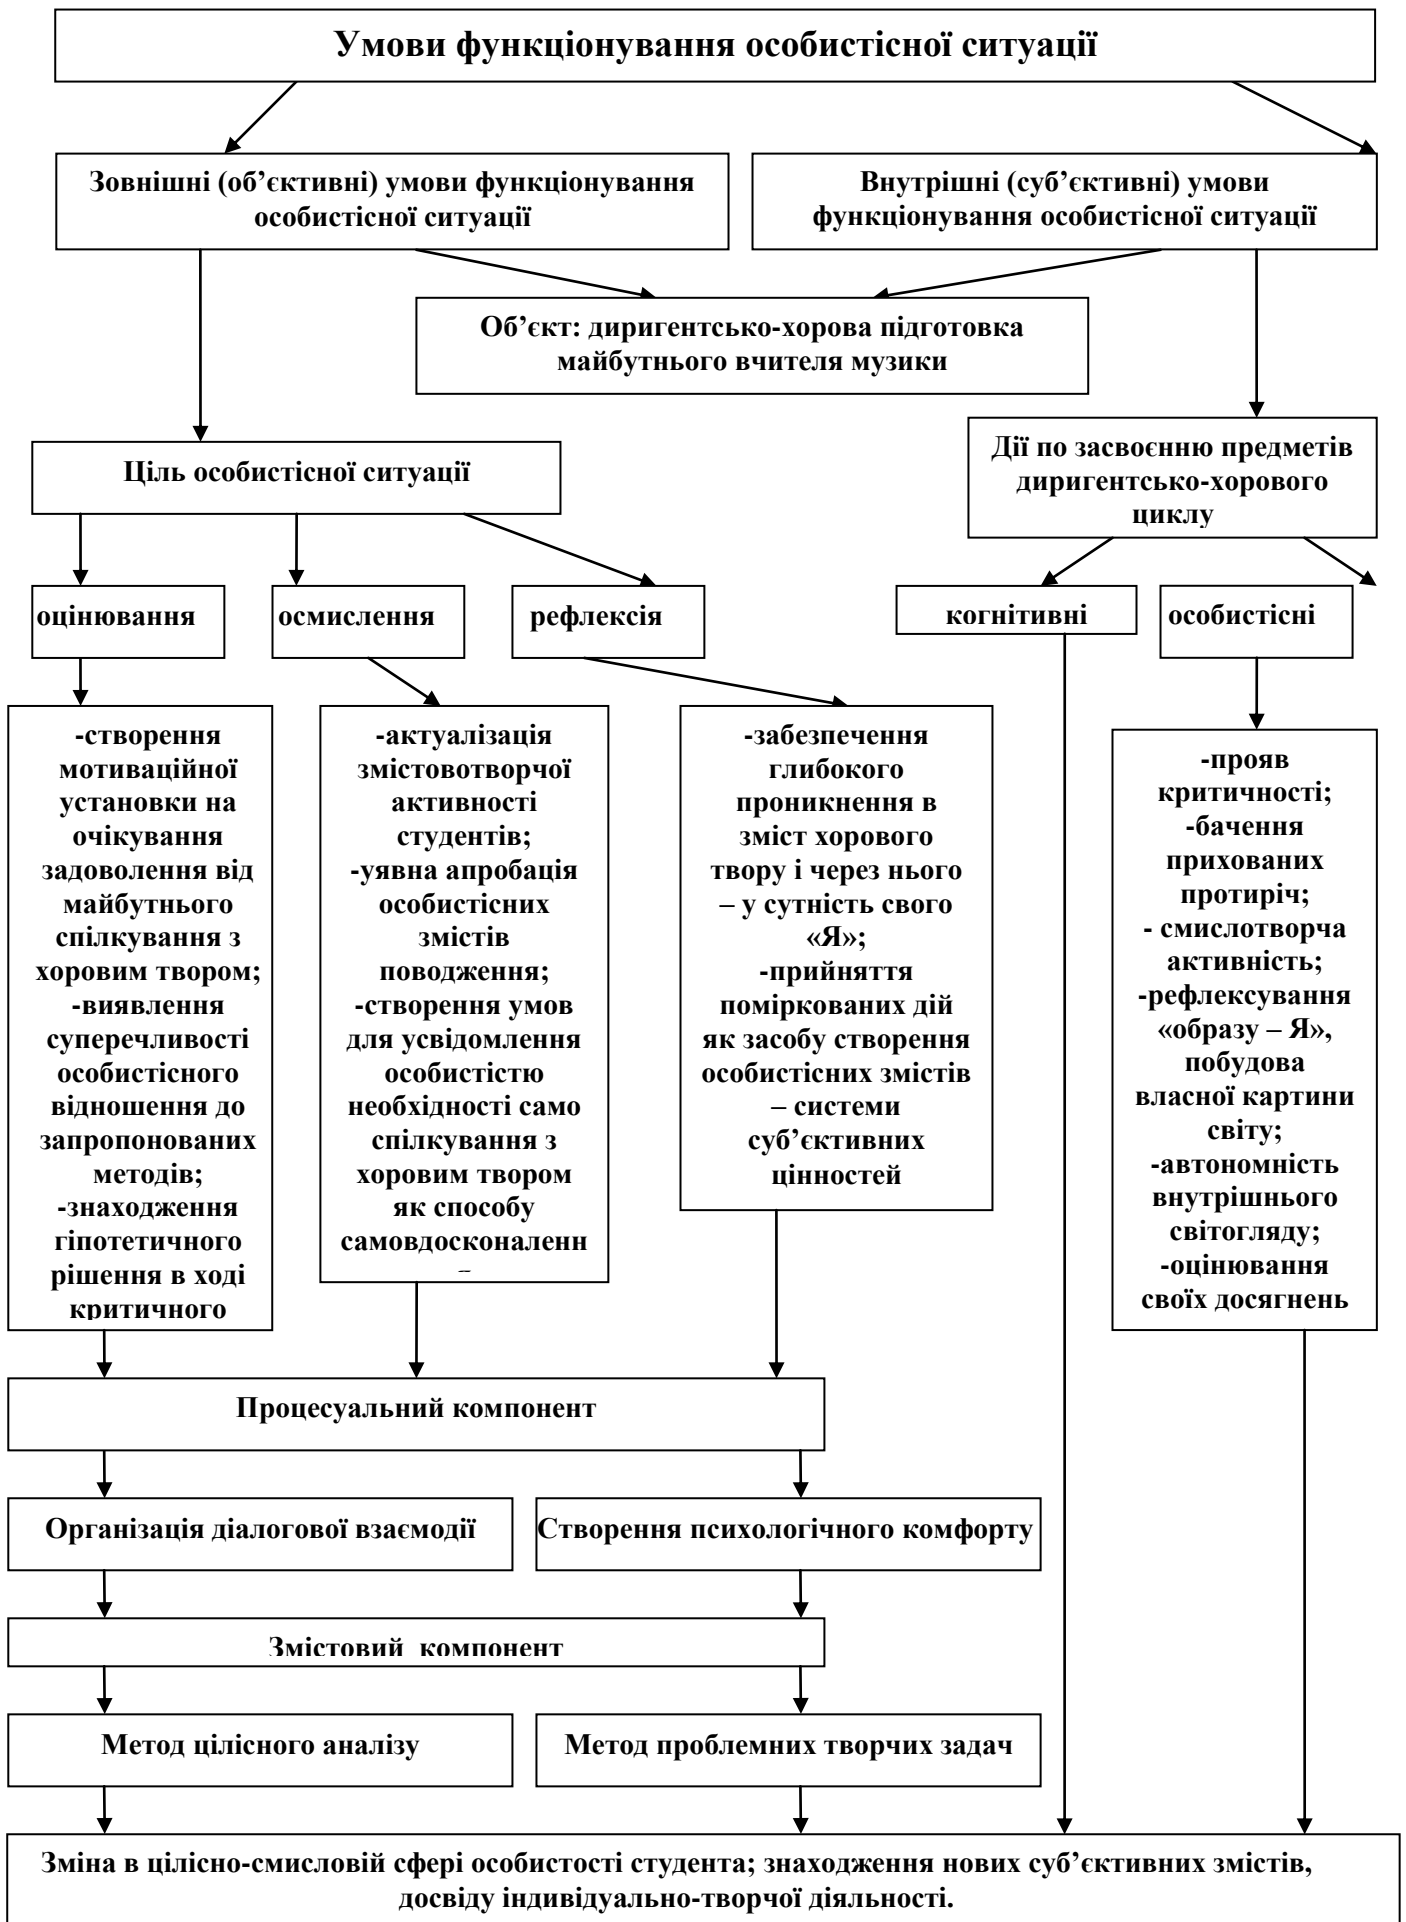 Умови функціонування особистісної ситуації
Зовнішні (об’єктивні) умови функціонування
особистісної ситуації
Внутрішні (суб’єктивні) умови
функціонування особистісної ситуації
Об’єкт: диригентсько-хорова підготовка
майбутнього вчителя музики
Ціль особистісної ситуації
Дії по засвоєнню предметів
диригентсько-хорового
циклу
оцінювання
осмислення
рефлексія
когнітивні
особистісні
-створення
мотиваційної
установки на
очікування
задоволення від
майбутнього
спілкування з
хоровим твором;
-виявлення
суперечливості
особистісного
відношення до
запропонованих
методів;
-знаходження
гіпотетичного
рішення в ході
критичного
-актуалізація
змістовотворчої
активності
студентів;
-уявна апробація
особистісних
змістів
поводження;
-створення умов
для усвідомлення
особистістю
необхідності само
спілкування з
хоровим твором
як способу
самовдосконаленн
-забезпечення
глибокого
проникнення в
зміст хорового
твору і через нього
– у сутність свого
«Я»;
-прийняття
поміркованих дій
як засобу створення
особистісних змістів
– системи
суб’єктивних
цінностей
-прояв
критичності;
-бачення
прихованих
протиріч;
- смислотворча
активність;
-рефлексування
«образу – Я»,
побудова
власної картини
світу;
-автономність
внутрішнього
світогляду;
-оцінювання
своїх досягнень
Процесуальний компонент
Організація діалогової взаємодії
Створення психологічного комфорту
Змістовий компонент
Метод цілісного аналізу
Метод проблемних творчих задач
Зміна в цілісно-смисловій сфері особистості студента; знаходження нових суб’єктивних змістів,
досвіду індивідуально-творчої діяльності.